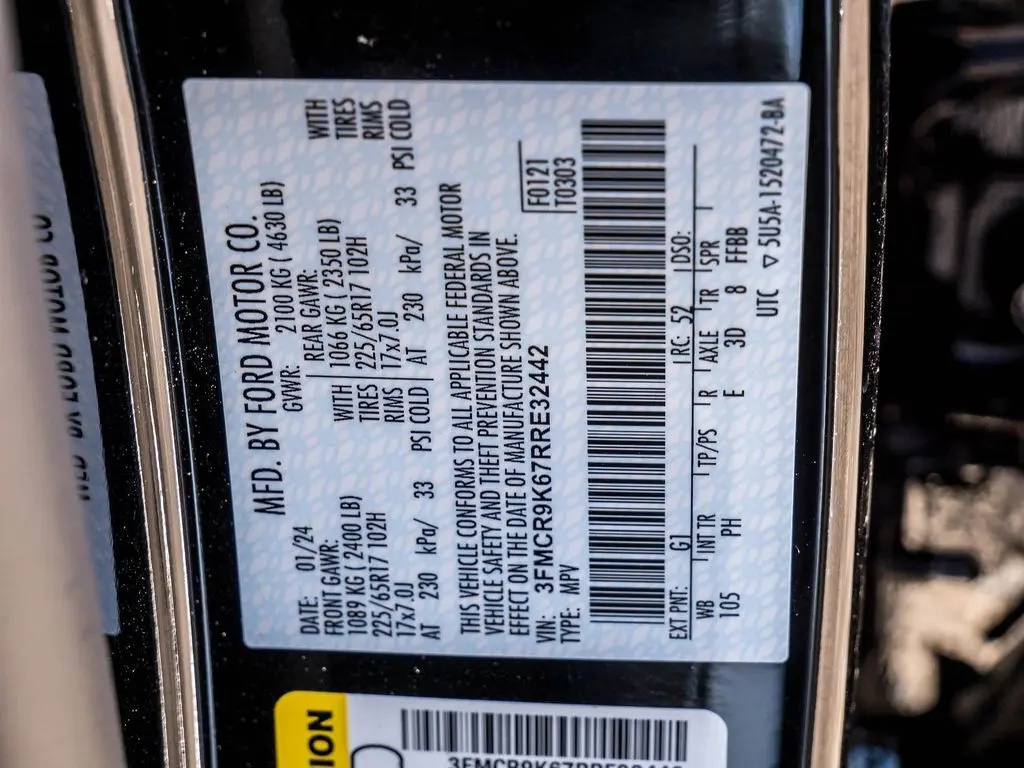 MFD. BY FORD MOTOR CO.
DATE: 01/24 GVWR: 2100 KG ( 4630 LB)
FRONT GAWR: REAR GAWR:
1089 KG ( 2400 LB) WITH 1066 KG ( 2350 LB) WITH
225/65R17 102H TIRES 225/65R17 102H TIRES
17x7.0J RIMS 17x7.0J RIMS
AT 230 kPa/ 33 PSI COLD AT 230 kPa/ 33 PSI COLD
THIS VEHICLE CONFORMS TO ALL APPLICABLE FEDERAL MOTOR
VEHICLE SAFETY AND THEFT PREVENTION STANDARDS IN
EFFECT ON THE DATE OF MANUFACTURE SHOWN ABOVE.
VIN: 3FMCR9K67RRE32442 F0121
TYPE: MPV T0303
EXT PNT: G1 RC: 52 DSO:
WB INT TR TP/PS R AXLE TR SPR
105 PH E 3D 8 FFBB
UTC ▽ 5U5A-1520472-BA
ION
3FMCR9K67RRE32442